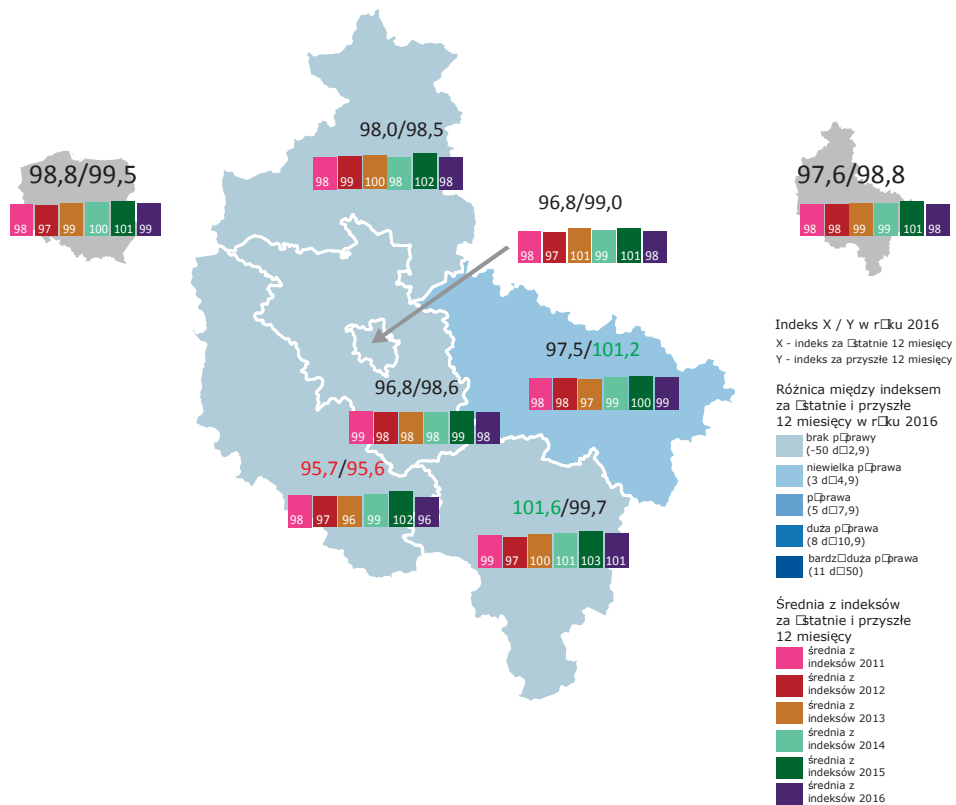 98,0/98,5
98 99 100 98 102 98
98,8/99,5
98 97 99 100 101 99
96,8/99,0
98 97 101 99 101 98
97,6/98,8
98 98 99 99 101 98
97,5/101,2
98 98 97 99 100 99
96,8/98,6
99 98 98 98 99 98
95,7/95,6
98 97 96 99 102 96
101,6/99,7
99 97 100 101 103 101
Indeks X / Y w r□ku 2016
X - indeks za □statnie 12 miesięcy
Y - indeks za przyszłe 12 miesięcy
Różnica między indeksem
za □statnie i przyszłe
12 miesięcy w r□ku 2016
brak p□prawy
(-50 d□2,9)
niewielka p□prawa
(3 d□4,9)
p□prawa
(5 d□7,9)
duża p□prawa
(8 d□10,9)
bardz□duża p□prawa
(11 d□50)
Średnia z indeksów
za □statnie i przyszłe
12 miesięcy
średnia z
indeksów 2011
średnia z
indeksów 2012
średnia z
indeksów 2013
średnia z
indeksów 2014
średnia z
indeksów 2015
średnia z
indeksów 2016